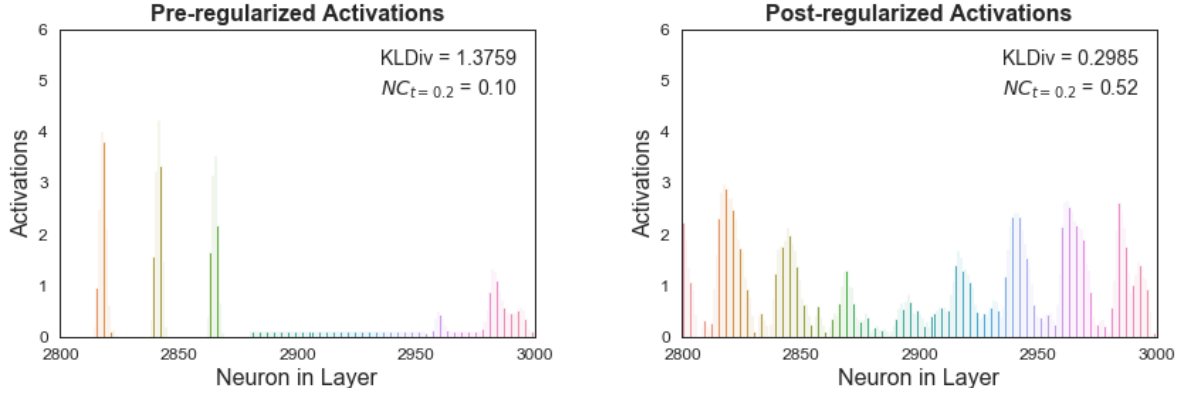 Pre-regularized Activations
6
5
4
3
2
1
0
Activations
KLDiv = 1.3759
NC_{t = 0.2} = 0.10
2800 2850 2900 2950 3000
Neuron in Layer
Post-regularized Activations
6
5
4
3
2
1
0
Activations
KLDiv = 0.2985
NC_{t = 0.2} = 0.52
2800 2850 2900 2950 3000
Neuron in Layer